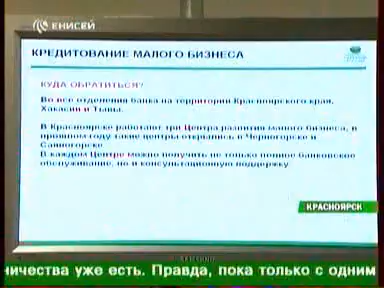 ЕНИСЕЙ
КРЕДИТОВАНИЕ МАЛОГО БИЗНЕСА
КУДА ОБРАТИТЬСЯ?
Во все отделения банка на территории Красноярского края,
Хакасии и Тывы.
В Красноярске работают три Центра развития малого бизнеса, в
прошлом году такие центры открылись в Черногорске и
Саяногорске.
В каждом Центре можно получить не только полное банковское
обслуживание, но и консультационную поддержку
КРАСНОЯРСК
ничества уже есть. Правда, пока только с одним